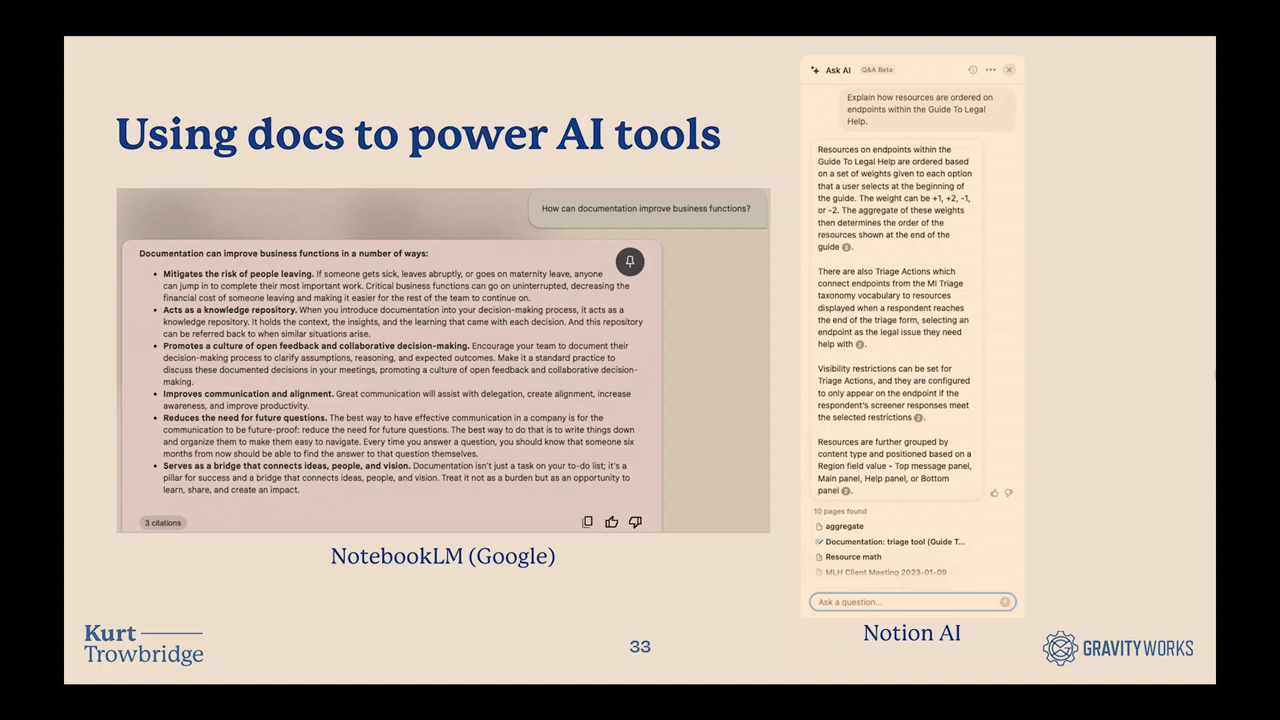 Using docs to power AI tools
How can documentation improve business functions?
Documentation can improve business functions in a number of ways:
• Mitigates the risk of people leaving. If someone gets sick, leaves abruptly, or goes on maternity leave, anyone
can jump in to complete their most important work. Critical business functions can go on uninterrupted, decreasing the
financial cost of someone leaving and making it easier for the rest of the team to continue on.
• Acts as a knowledge repository. When you introduce documentation into your decision-making process, it acts as a
knowledge repository. It holds the context, the insights, and the learning that came with each decision. And this repository
can be referred back to when similar situations arise.
• Promotes a culture of open feedback and collaborative decision-making. Encourage your team to document their
decision-making process to clarify assumptions, reasoning, and expected outcomes. Make it a standard practice to
discuss these documented decisions in your meetings, promoting a culture of open feedback and collaborative decision-
making.
• Improves communication and alignment. Great communication will assist with delegation, create alignment, increase
awareness, and improve productivity.
• Reduces the need for future questions. The best way to have effective communication in a company is for the
communication to be future-proof: reduce the need for future questions. The best way to do that is to write things down
and organize them to make them easy to navigate. Every time you answer a question, you should know that someone six
months from now should be able to find the answer to that question themselves.
• Serves as a bridge that connects ideas, people, and vision. Documentation isn't just a task on your to-do list; it's a
pillar for success and a bridge that connects ideas, people, and vision. Treat it not as a burden but as an opportunity to
learn, share, and create an impact.
3 citations
NotebookLM (Google)
Ask AI Q&A Beta
Explain how resources are ordered on
endpoints within the Guide To Legal
Help.
Resources on endpoints within the
Guide To Legal Help are ordered based
on a set of weights given to each option
that a user selects at the beginning of
the guide. The weight can be +1, +2, -1,
or -2. The aggregate of these weights
then determines the order of the
resources shown at the end of the
guide 3.
There are also Triage Actions which
connect endpoints from the MI Triage
taxonomy vocabulary to resources
displayed when a respondent reaches
the end of the triage form, selecting an
endpoint as the legal issue they need
help with 2.
Visibility restrictions can be set for
Triage Actions, and they are configured
to only appear on the endpoint if the
respondent's screener responses meet
the selected restrictions 2.
Resources are further grouped by
content type and positioned based on a
Region field value - Top message panel,
Main panel, Help panel, or Bottom
panel 2.
10 pages found
aggregate
Documentation: triage tool (Guide T...
Resource math
MLH Client Meeting 2023-01-09
Ask a question...
Notion AI
Kurt
Trowbridge
33
GRAVITYWORKS